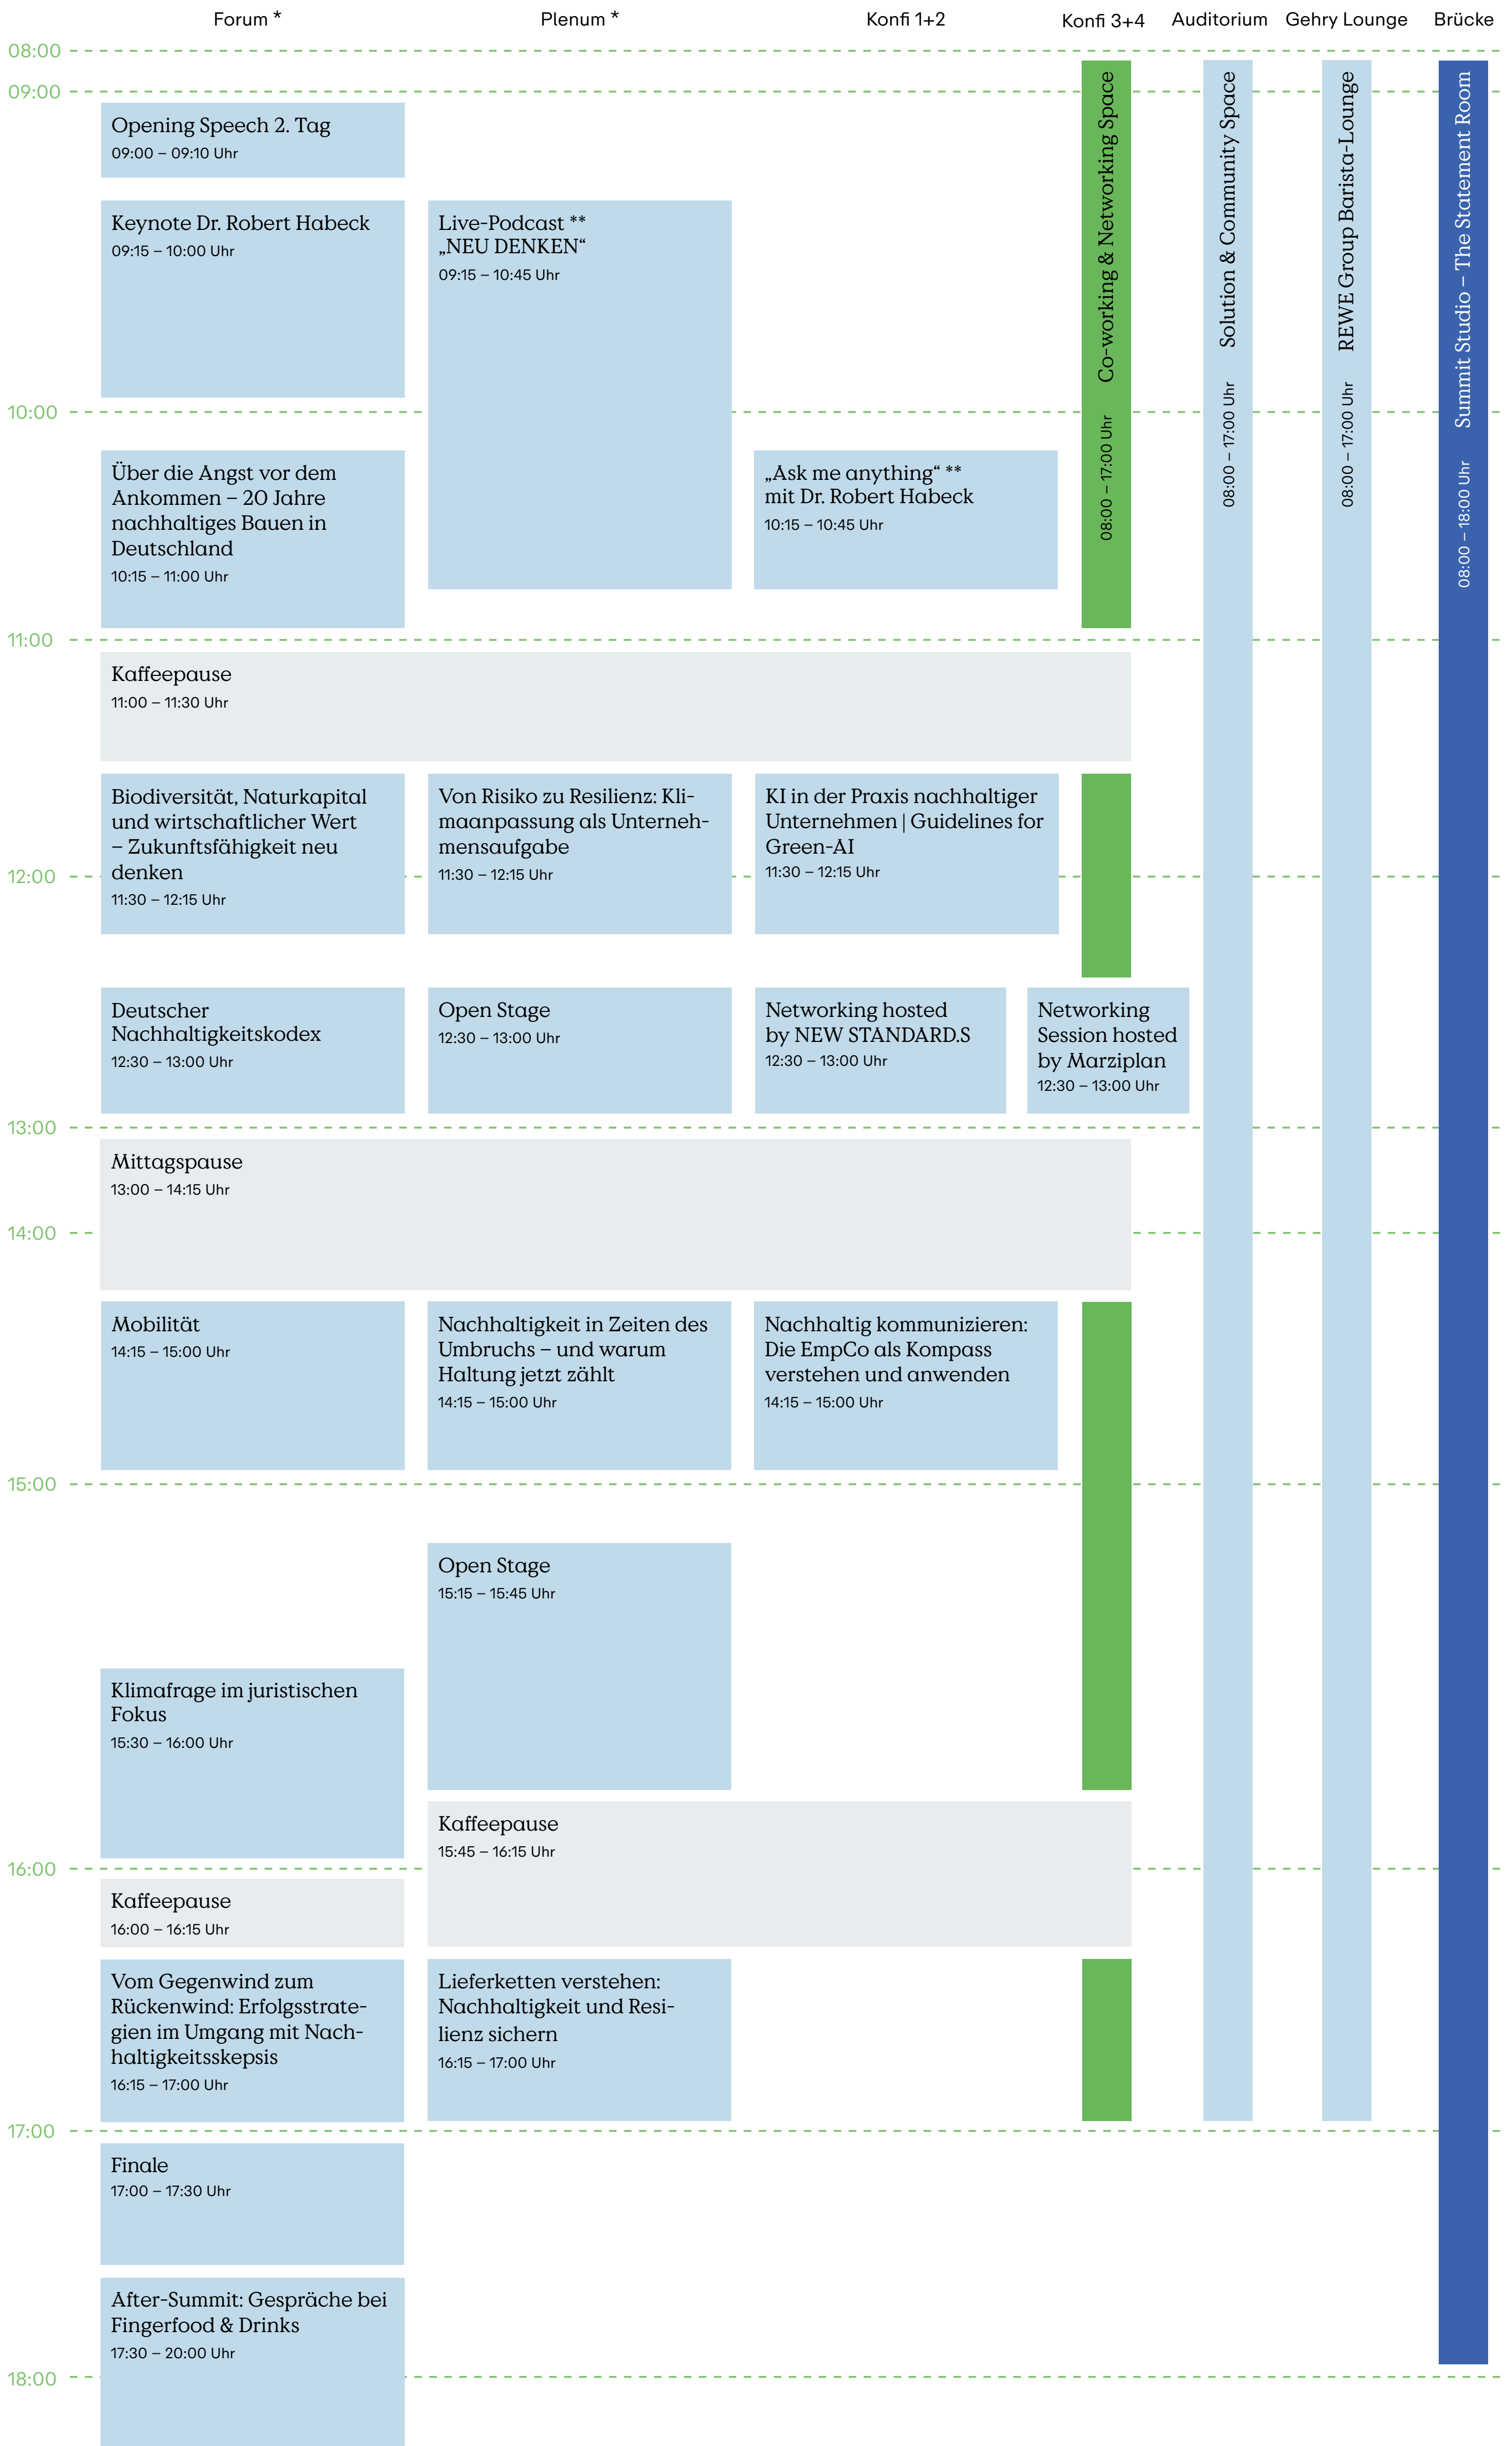 Forum *
Plenum *
Konfi 1+2
Konfi 3+4
Auditorium
Gehry Lounge
Brücke
08:00
09:00
Opening Speech 2. Tag
09:00 – 09:10 Uhr
Keynote Dr. Robert Habeck
09:15 – 10:00 Uhr
Live-Podcast **
„NEU DENKEN“
09:15 – 10:45 Uhr
Co-working & Networking Space
08:00 – 17:00 Uhr
Solution & Community Space
08:00 – 17:00 Uhr
REWE Group Barista-Lounge
08:00 – 17:00 Uhr
Summit Studio – The Statement Room
08:00 – 18:00 Uhr
10:00
Über die Angst vor dem
Ankommen – 20 Jahre
nachhaltiges Bauen in
Deutschland
10:15 – 11:00 Uhr
„Ask me anything“ **
mit Dr. Robert Habeck
10:15 – 10:45 Uhr
11:00
Kaffeepause
11:00 – 11:30 Uhr
Biodiversität, Naturkapital
und wirtschaftlicher Wert
– Zukunftsfähigkeit neu
denken
11:30 – 12:15 Uhr
Von Risiko zu Resilienz: Kli-
maanpassung als Unterneh-
mensaufgabe
11:30 – 12:15 Uhr
KI in der Praxis nachhaltiger
Unternehmen | Guidelines for
Green-AI
11:30 – 12:15 Uhr
12:00
Deutscher
Nachhaltigkeitskodex
12:30 – 13:00 Uhr
Open Stage
12:30 – 13:00 Uhr
Networking hosted
by NEW STANDARD.S
12:30 – 13:00 Uhr
Networking
Session hosted
by Marziplan
12:30 – 13:00 Uhr
13:00
Mittagspause
13:00 – 14:15 Uhr
14:00
Mobilität
14:15 – 15:00 Uhr
Nachhaltigkeit in Zeiten des
Umbruchs – und warum
Haltung jetzt zählt
14:15 – 15:00 Uhr
Nachhaltig kommunizieren:
Die EmpCo als Kompass
verstehen und anwenden
14:15 – 15:00 Uhr
15:00
Open Stage
15:15 – 15:45 Uhr
Klimafrage im juristischen
Fokus
15:30 – 16:00 Uhr
Kaffeepause
15:45 – 16:15 Uhr
16:00
Kaffeepause
16:00 – 16:15 Uhr
Vom Gegenwind zum
Rückenwind: Erfolgsstrate-
gien im Umgang mit Nach-
haltigkeitsskepsis
16:15 – 17:00 Uhr
Lieferketten verstehen:
Nachhaltigkeit und Resi-
lienz sichern
16:15 – 17:00 Uhr
17:00
Finale
17:00 – 17:30 Uhr
After-Summit: Gespräche bei
Fingerfood & Drinks
17:30 – 20:00 Uhr
18:00